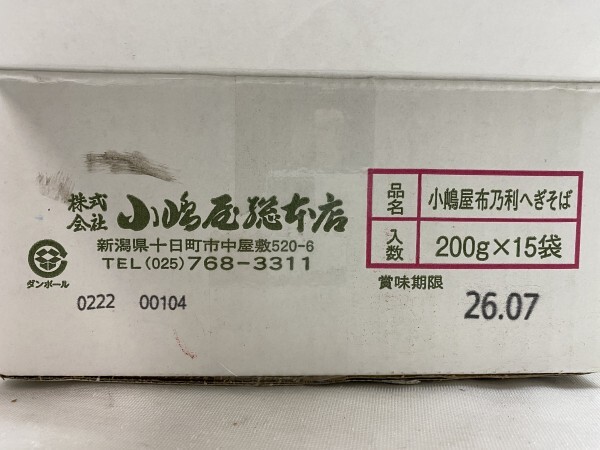 株式会社 小嶋屋総本店
新潟県十日町市中屋敷520-6
TEL(025)768-3311
ダンボール
0222 00104
品名 小嶋屋布乃利へぎそば
入数 200g×15袋
賞味期限
26.07